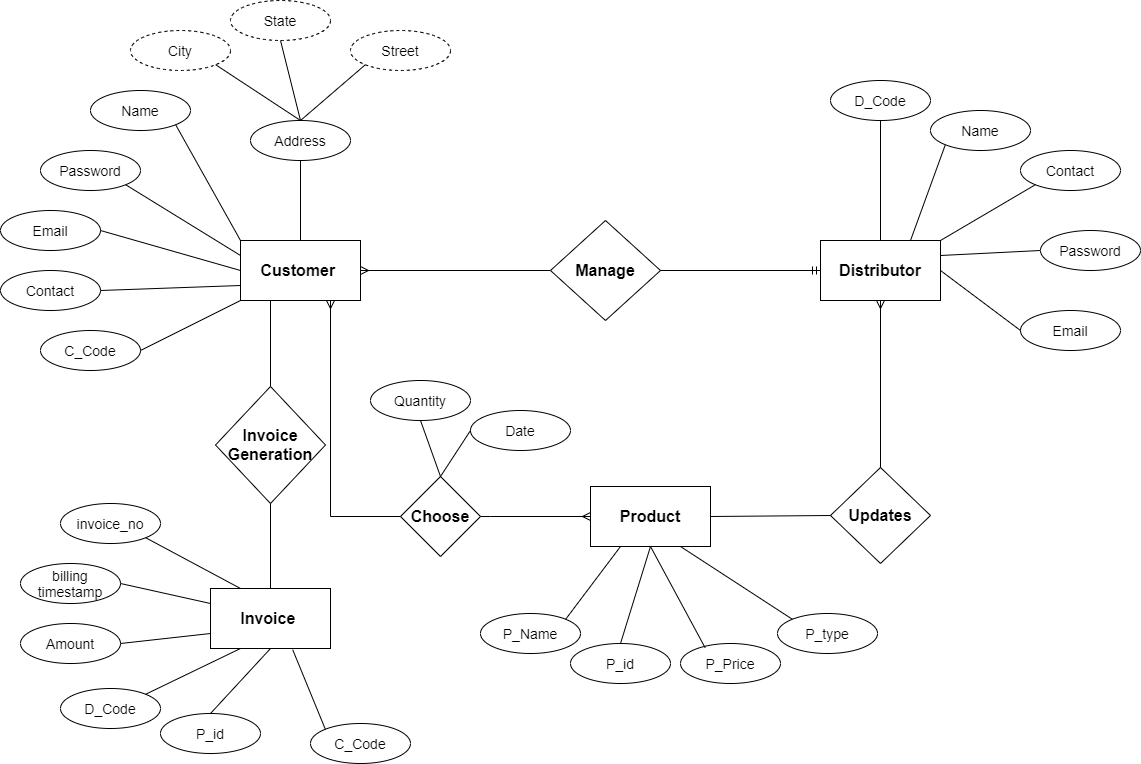 State
City
Street
D_Code
Name
Name
Address
Password
Contact
Email
Password
Customer
Manage
Distributor
Contact
Email
C_Code
Quantity
Date
Invoice
Generation
Choose
Product
Updates
invoice_no
billing
timestamp
Invoice
P_Name
P_type
Amount
P_id
P_Price
D_Code
P_id
C_Code